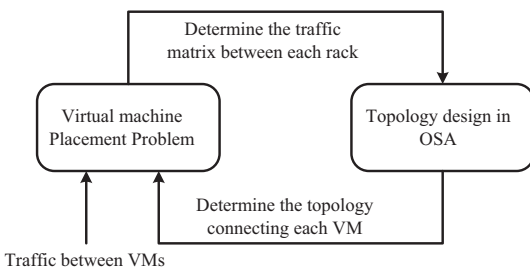 Determine the traffic
matrix between each rack
Virtual machine
Placement Problem
Topology design in
OSA
Determine the topology
connecting each VM
Traffic between VMs